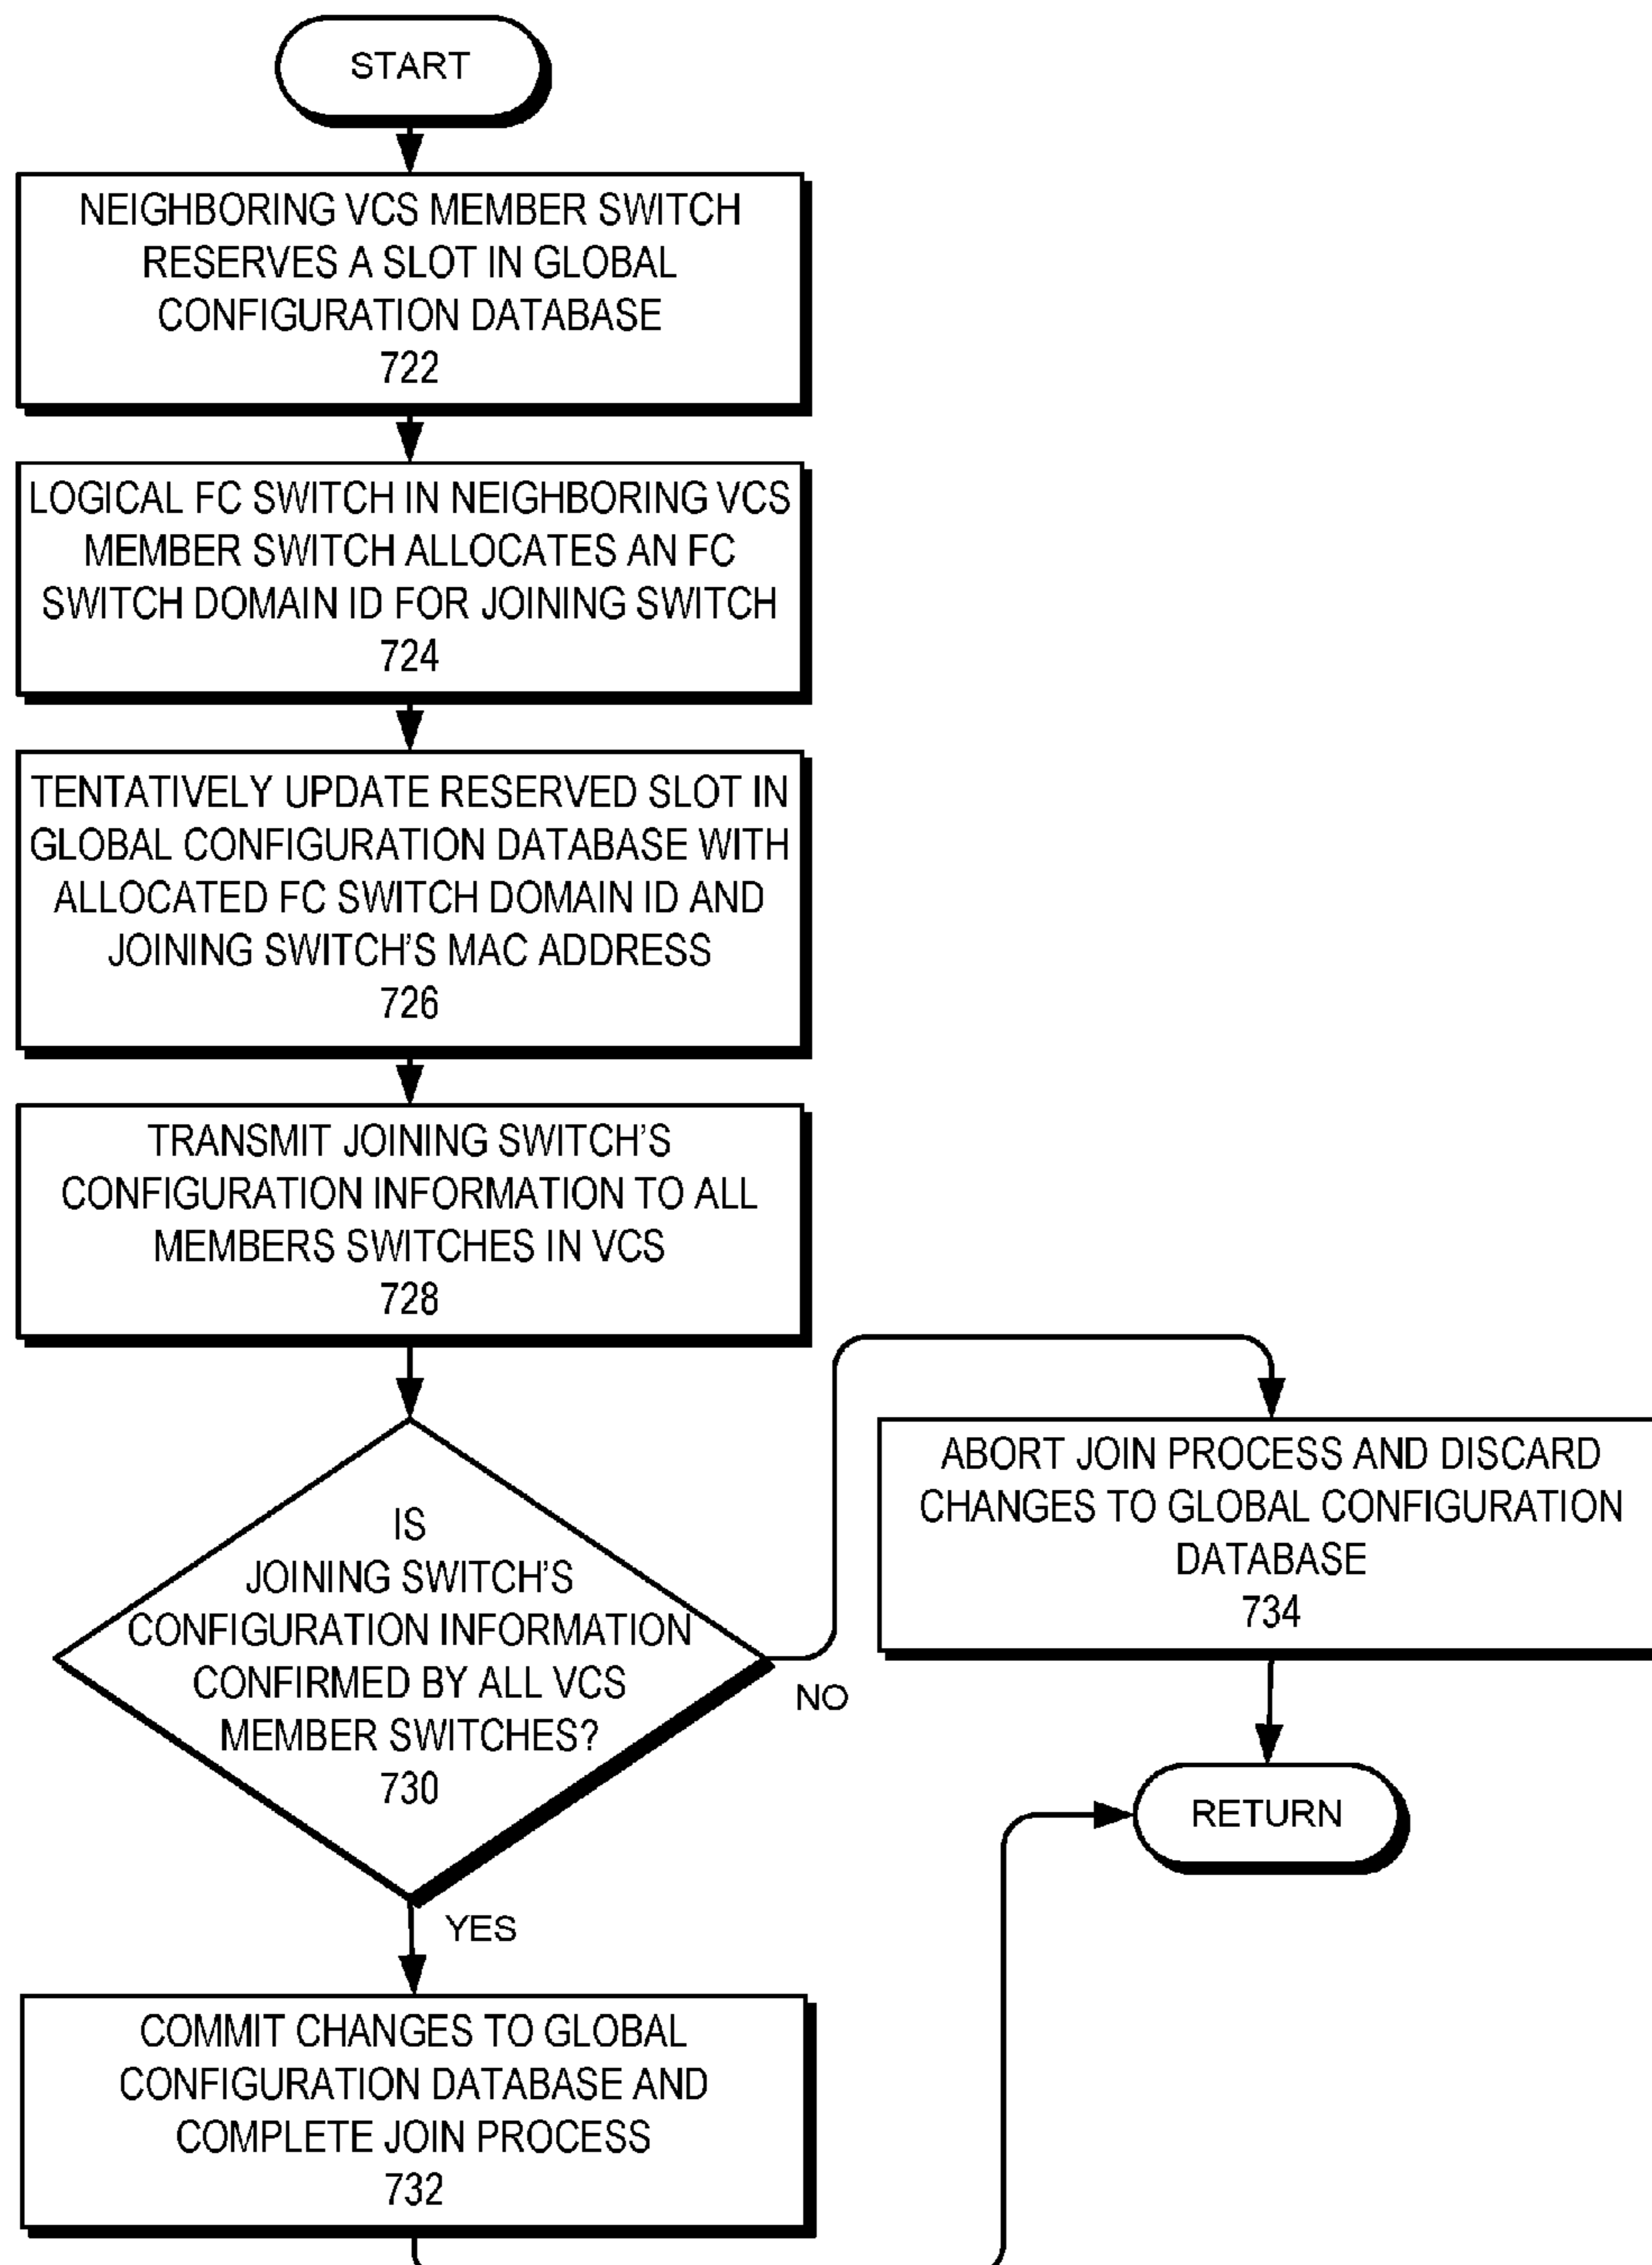 START
NEIGHBORING VCS MEMBER SWITCH
RESERVES A SLOT IN GLOBAL
CONFIGURATION DATABASE
722
LOGICAL FC SWITCH IN NEIGHBORING VCS
MEMBER SWITCH ALLOCATES AN FC
SWITCH DOMAIN ID FOR JOINING SWITCH
724
TENTATIVELY UPDATE RESERVED SLOT IN
GLOBAL CONFIGURATION DATABASE WITH
ALLOCATED FC SWITCH DOMAIN ID AND
JOINING SWITCH’S MAC ADDRESS
726
TRANSMIT JOINING SWITCH’S
CONFIGURATION INFORMATION TO ALL
MEMBERS SWITCHES IN VCS
728
IS
JOINING SWITCH’S
CONFIGURATION INFORMATION
CONFIRMED BY ALL VCS
MEMBER SWITCHES?
730
NO
ABORT JOIN PROCESS AND DISCARD
CHANGES TO GLOBAL CONFIGURATION
DATABASE
734
RETURN
YES
COMMIT CHANGES TO GLOBAL
CONFIGURATION DATABASE AND
COMPLETE JOIN PROCESS
732